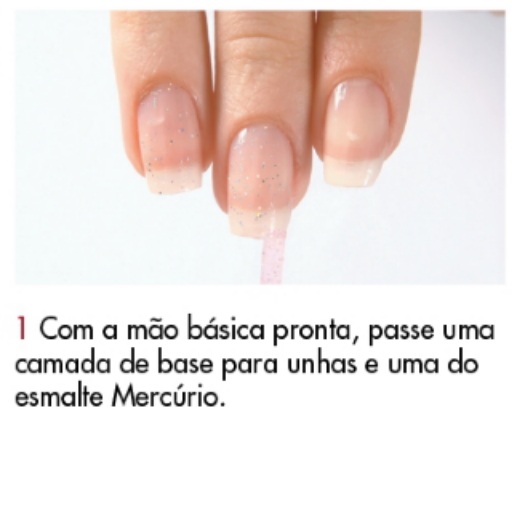 1 Com a mão básica pronta, passe uma
camada de base para unhas e uma do
esmalte Mercúrio.